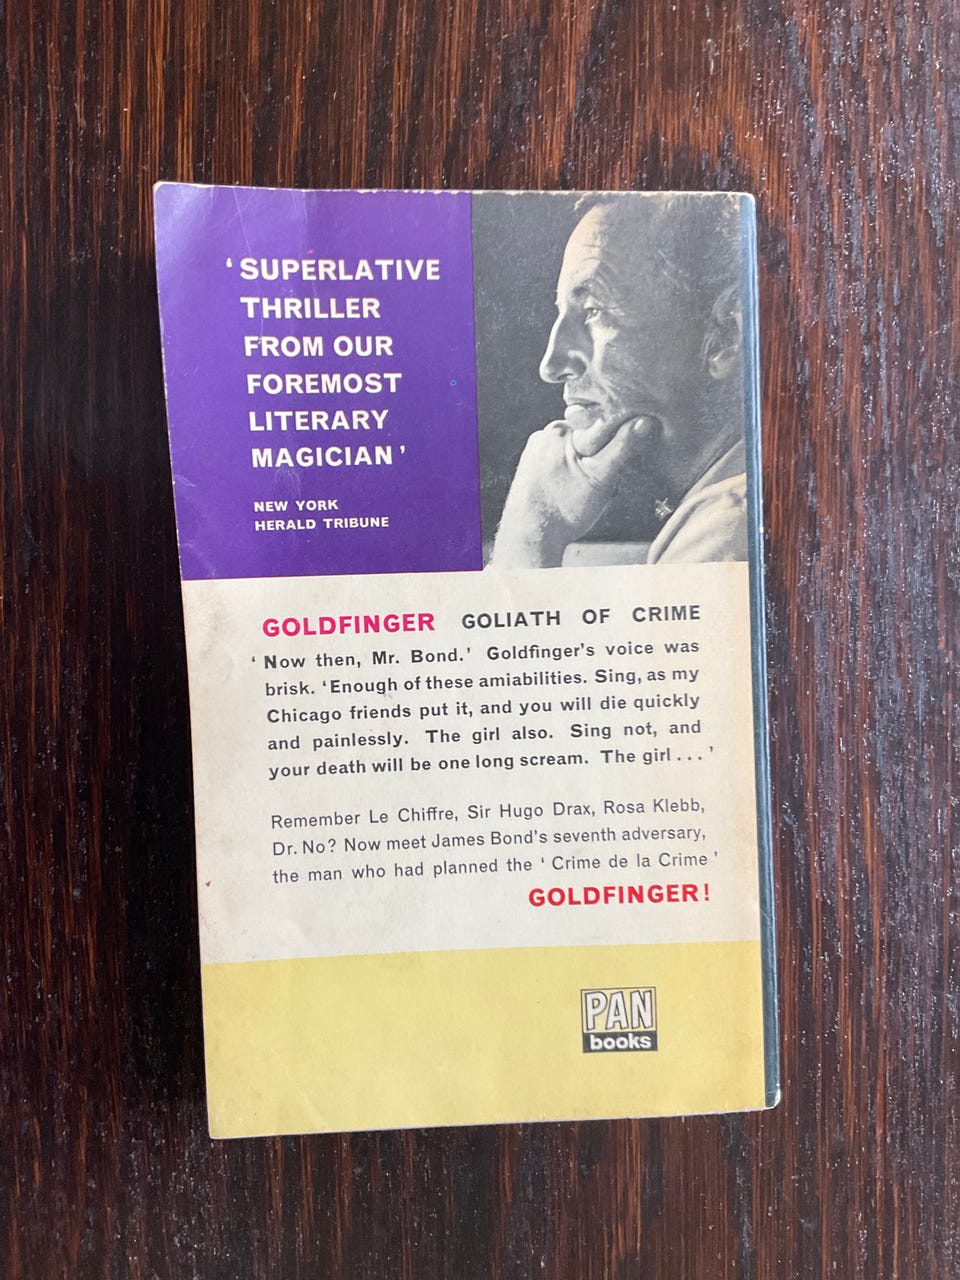 ‘SUPERLATIVE
THRILLER
FROM OUR
FOREMOST
LITERARY
MAGICIAN’
NEW YORK
HERALD TRIBUNE
GOLDFINGER GOLIATH OF CRIME
‘Now then, Mr. Bond.’ Goldfinger's voice was
brisk. ‘Enough of these amiabilities. Sing, as my
Chicago friends put it, and you will die quickly
and painlessly. The girl also. Sing not, and
your death will be one long scream. The girl . . .’
Remember Le Chiffre, Sir Hugo Drax, Rosa Klebb,
Dr. No? Now meet James Bond's seventh adversary,
the man who had planned the ‘Crime de la Crime’
GOLDFINGER!
PAN
books